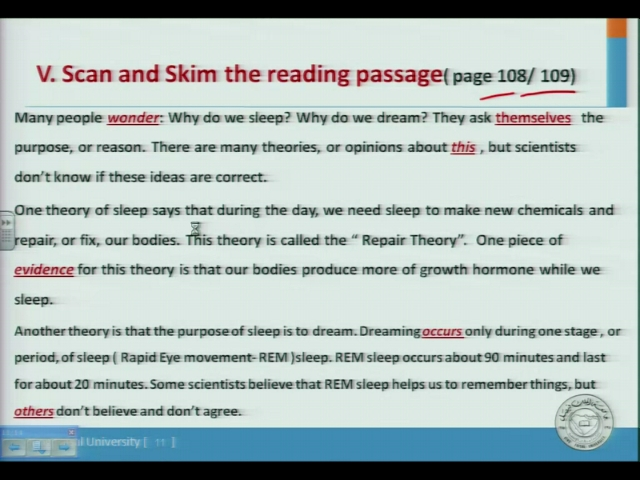 V. Scan and Skim the reading passage( page 108/ 109)
Many people wonder: Why do we sleep? Why do we dream? They ask themselves the
purpose, or reason. There are many theories, or opinions about this , but scientists
don't know if these ideas are correct.
One theory of sleep says that during the day, we need sleep to make new chemicals and
repair, or fix, our bodies. This theory is called the " Repair Theory". One piece of
evidence for this theory is that our bodies produce more of growth hormone while we
sleep.
Another theory is that the purpose of sleep is to dream. Dreaming occurs only during one stage , or
period, of sleep ( Rapid Eye movement- REM )sleep. REM sleep occurs about 90 minutes and last
for about 20 minutes. Some scientists believe that REM sleep helps us to remember things, but
others don't believe and don't agree.
University [ 11 ]